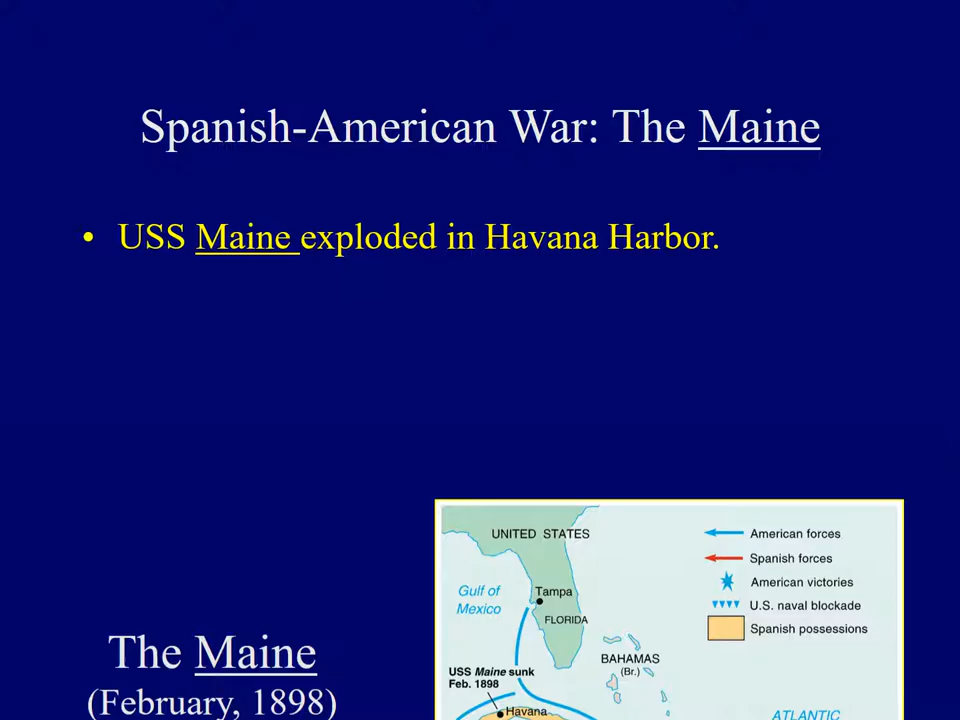 Spanish-American War: The Maine
• USS Maine exploded in Havana Harbor.
The Maine
(February, 1898)
UNITED STATES
Gulf of
Mexico
Tampa
FLORIDA
BAHAMAS
(Br.)
USS Maine sunk
Feb. 1898
Havana
ATLANTIC
American forces
Spanish forces
American victories
U.S. naval blockade
Spanish possessions